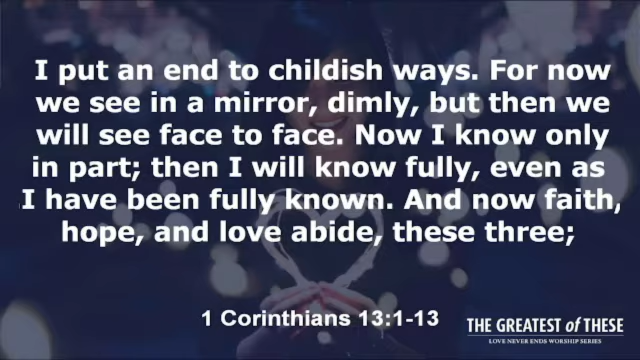 I put an end to childish ways. For now
we see in a mirror, dimly, but then we
will see face to face. Now I know only
in part; then I will know fully, even as
I have been fully known. And now faith,
hope, and love abide, these three;
1 Corinthians 13:1-13
THE GREATEST of THESE
LOVE NEVER ENDS WORSHIP SERIES